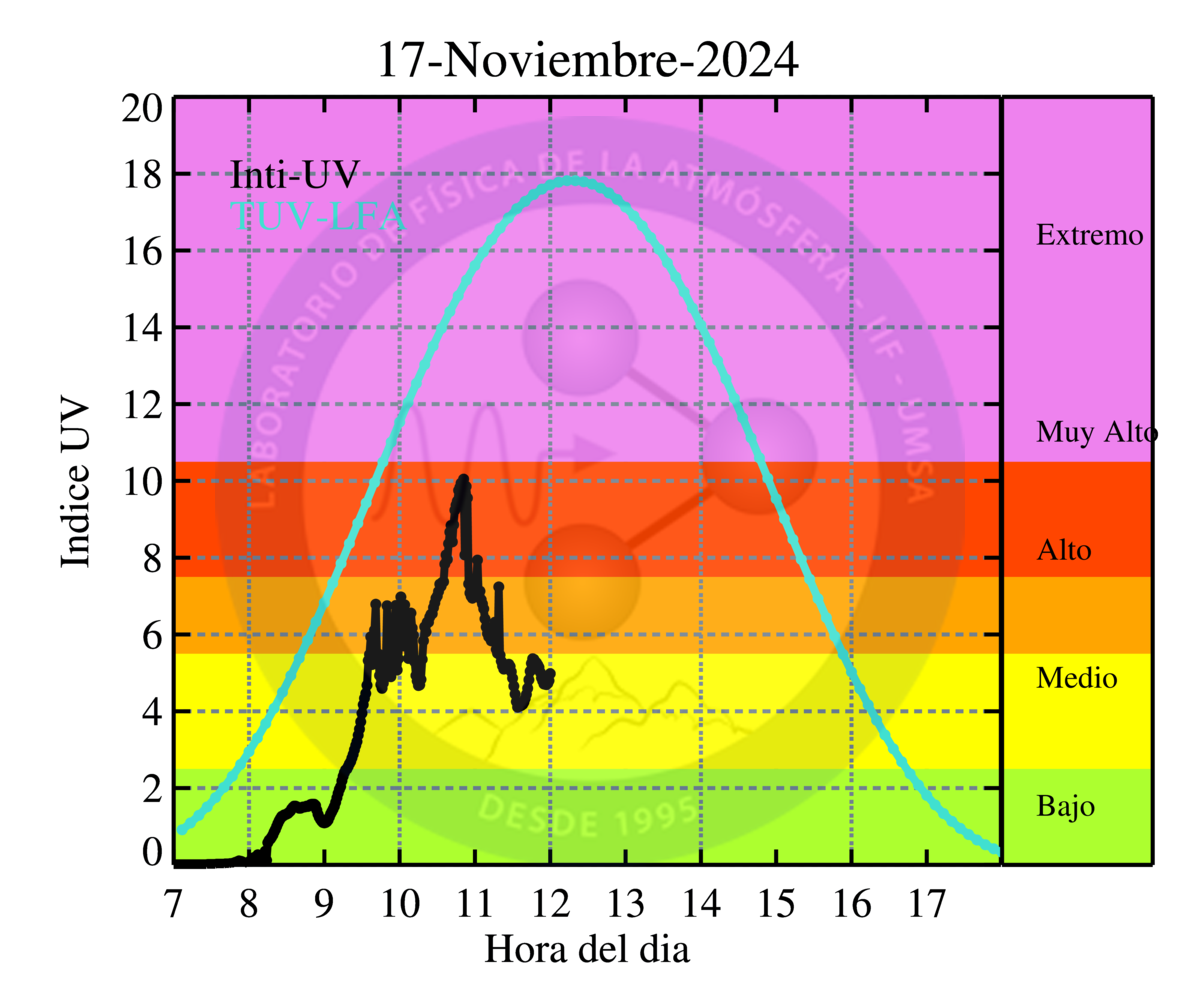 17-Noviembre-2024
20
18
16
14
12
10
8
6
4
2
0
Indice UV
Inti-UV
TUV-LFA
LABORATORIO DE FÍSICA DE LA ATMÓSFERA - IIF - UMSA
DESDE 1995
Extremo
Muy Alto
Alto
Medio
Bajo
7 8 9 10 11 12 13 14 15 16 17
Hora del dia